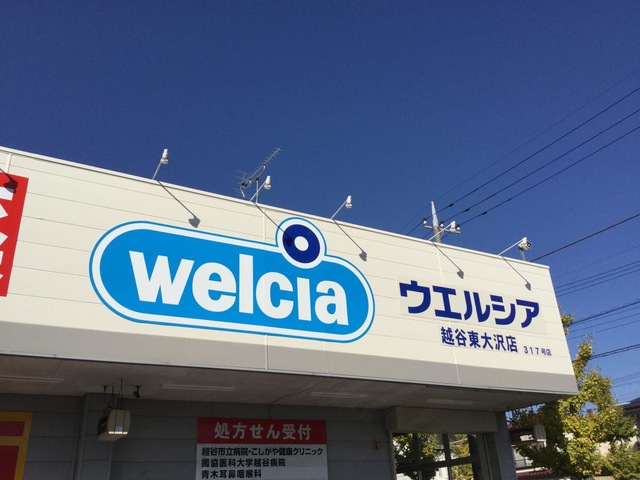 welcia
ウエルシア
越谷東大沢店 317号店
処方せん受付
越谷市立病院・こしがや健康クリニック
獨協医科大学越谷病院
青木耳鼻咽喉科